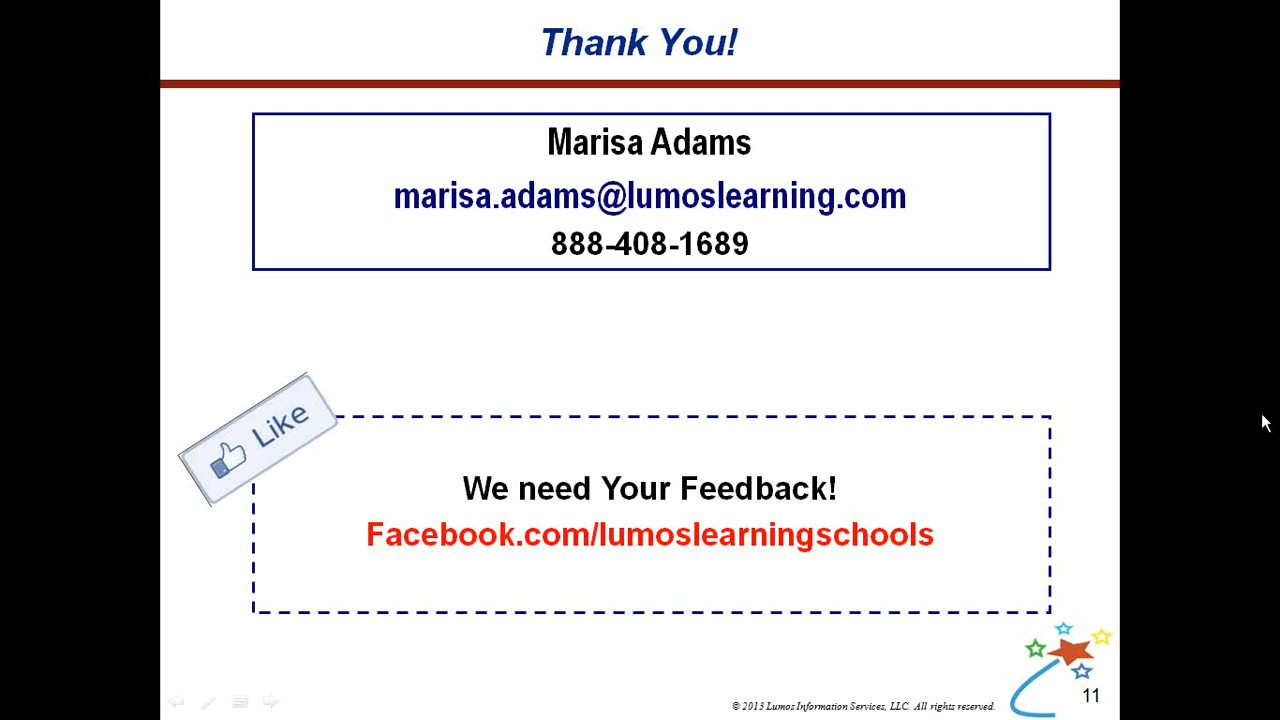 Thank You!
Marisa Adams
marisa.adams@lumoslearning.com
888-408-1689
Like
We need Your Feedback!
Facebook.com/lumoslearningschools
© 2013 Lumos Information Services, LLC. All rights reserved.
11